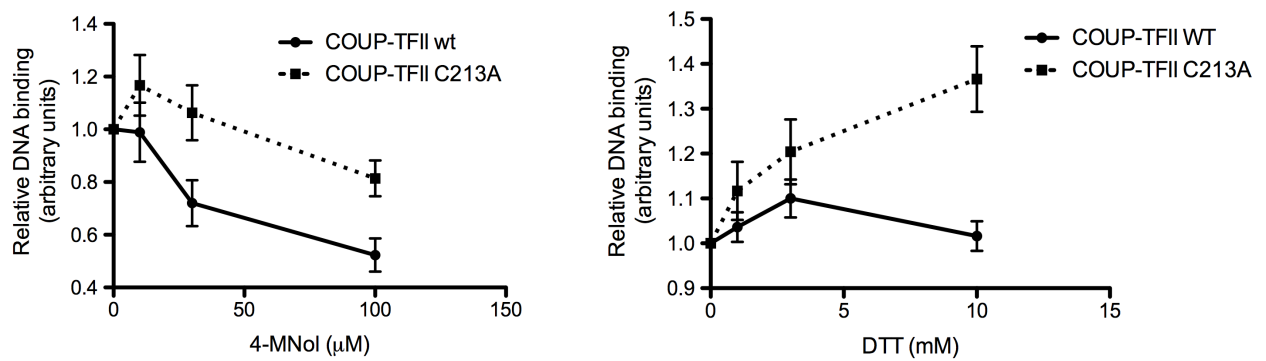 Relative DNA binding
(arbitrary units)
1.4
1.2
1.0
0.8
0.6
0.4
0
50
100
150
4-MNol (μM)
COUP-TFII wt
COUP-TFII C213A
Relative DNA binding
(arbitrary units)
1.5
1.4
1.3
1.2
1.1
1.0
0.9
0
5
10
15
DTT (mM)
COUP-TFII WT
COUP-TFII C213A